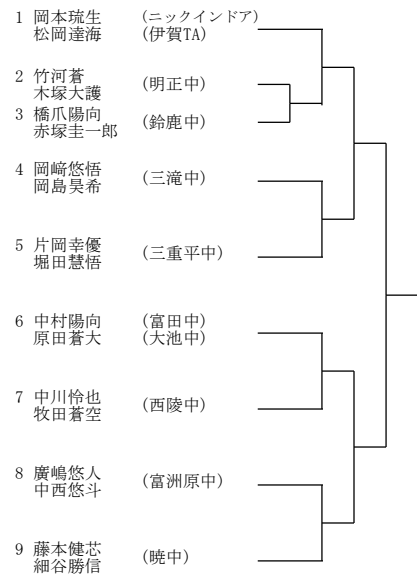 1 岡本琉生 (ニックインドア)
松岡達海 (伊賀TA)
2 竹河蒼 (明正中)
木塚大護
3 橋爪陽向 (鈴鹿中)
赤塚圭一郎
4 岡﨑悠悟 (三滝中)
岡島昊希
5 片岡幸優 (三重平中)
堀田慧悟
6 中村陽向 (富田中)
原田蒼大 (大池中)
7 中川怜也 (西陵中)
牧田蒼空
8 廣嶋悠人 (富洲原中)
中西悠斗
9 藤本健芯 (暁中)
細谷勝信